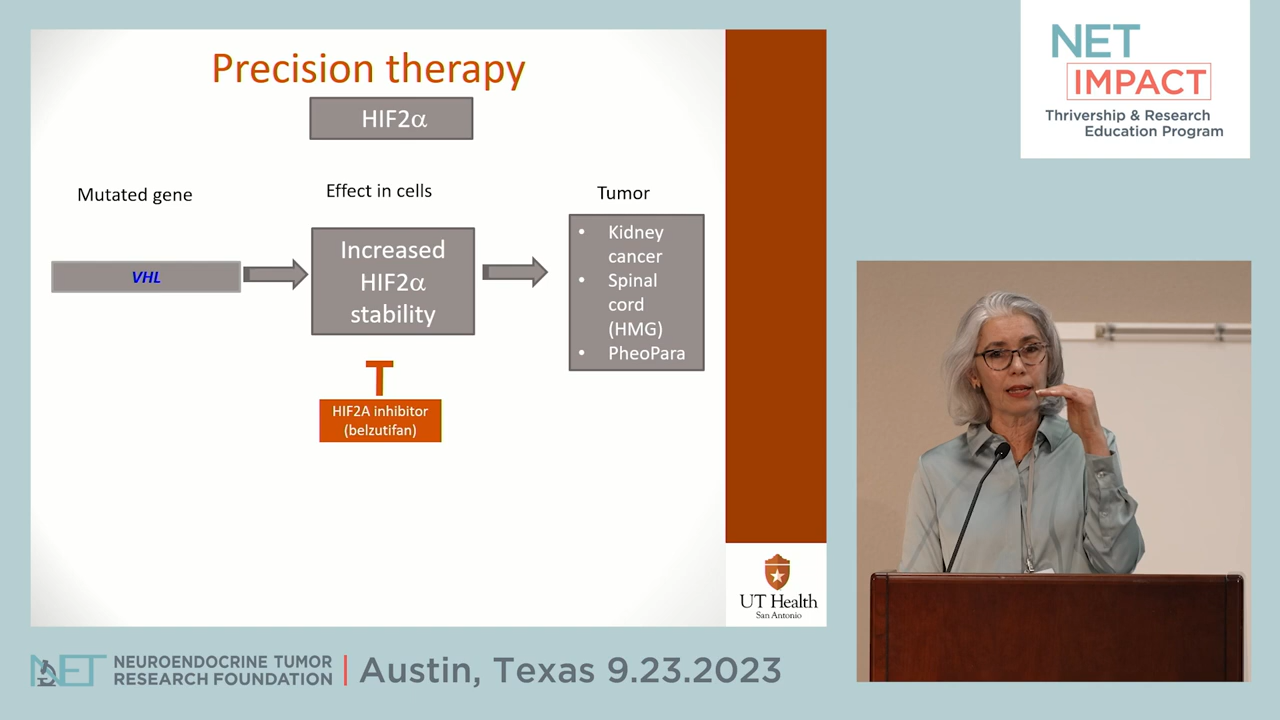 Precision therapy
HIF2α
Mutated gene
Effect in cells
Tumor
VHL
Increased
HIF2α
stability
• Kidney
cancer
• Spinal
cord
(HMG)
• PheoPara
HIF2A inhibitor
(belzutifan)
UT Health
San Antonio
NET
IMPACT
Thrivership & Research
Education Program
NET
NEUROENDOCRINE TUMOR
RESEARCH FOUNDATION
Austin, Texas 9.23.2023